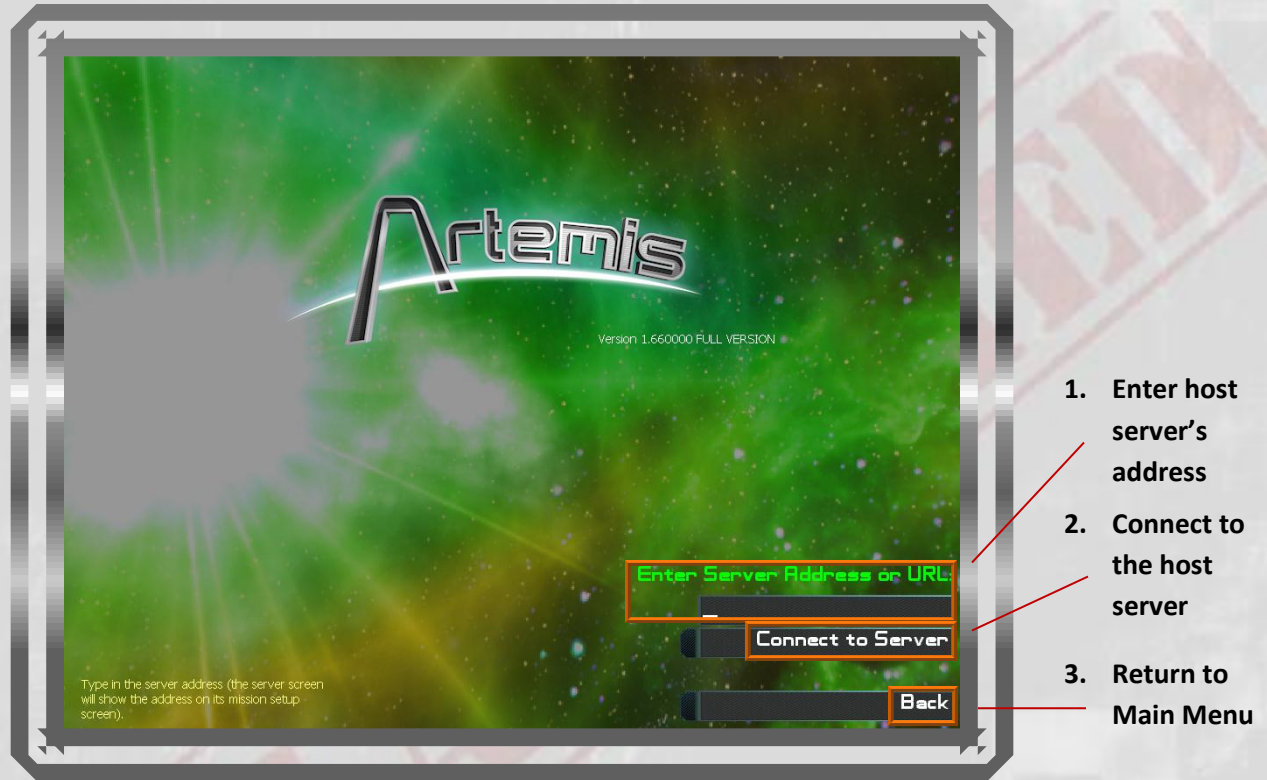 Artemis
Version 1.660000 FULL VERSION
Enter Server Address or URL:
_
Connect to Server
Back
Type in the server address (the server screen
will show the address on its mission setup
screen).
1. Enter host
server’s
address
2. Connect to
the host
server
3. Return to
Main Menu